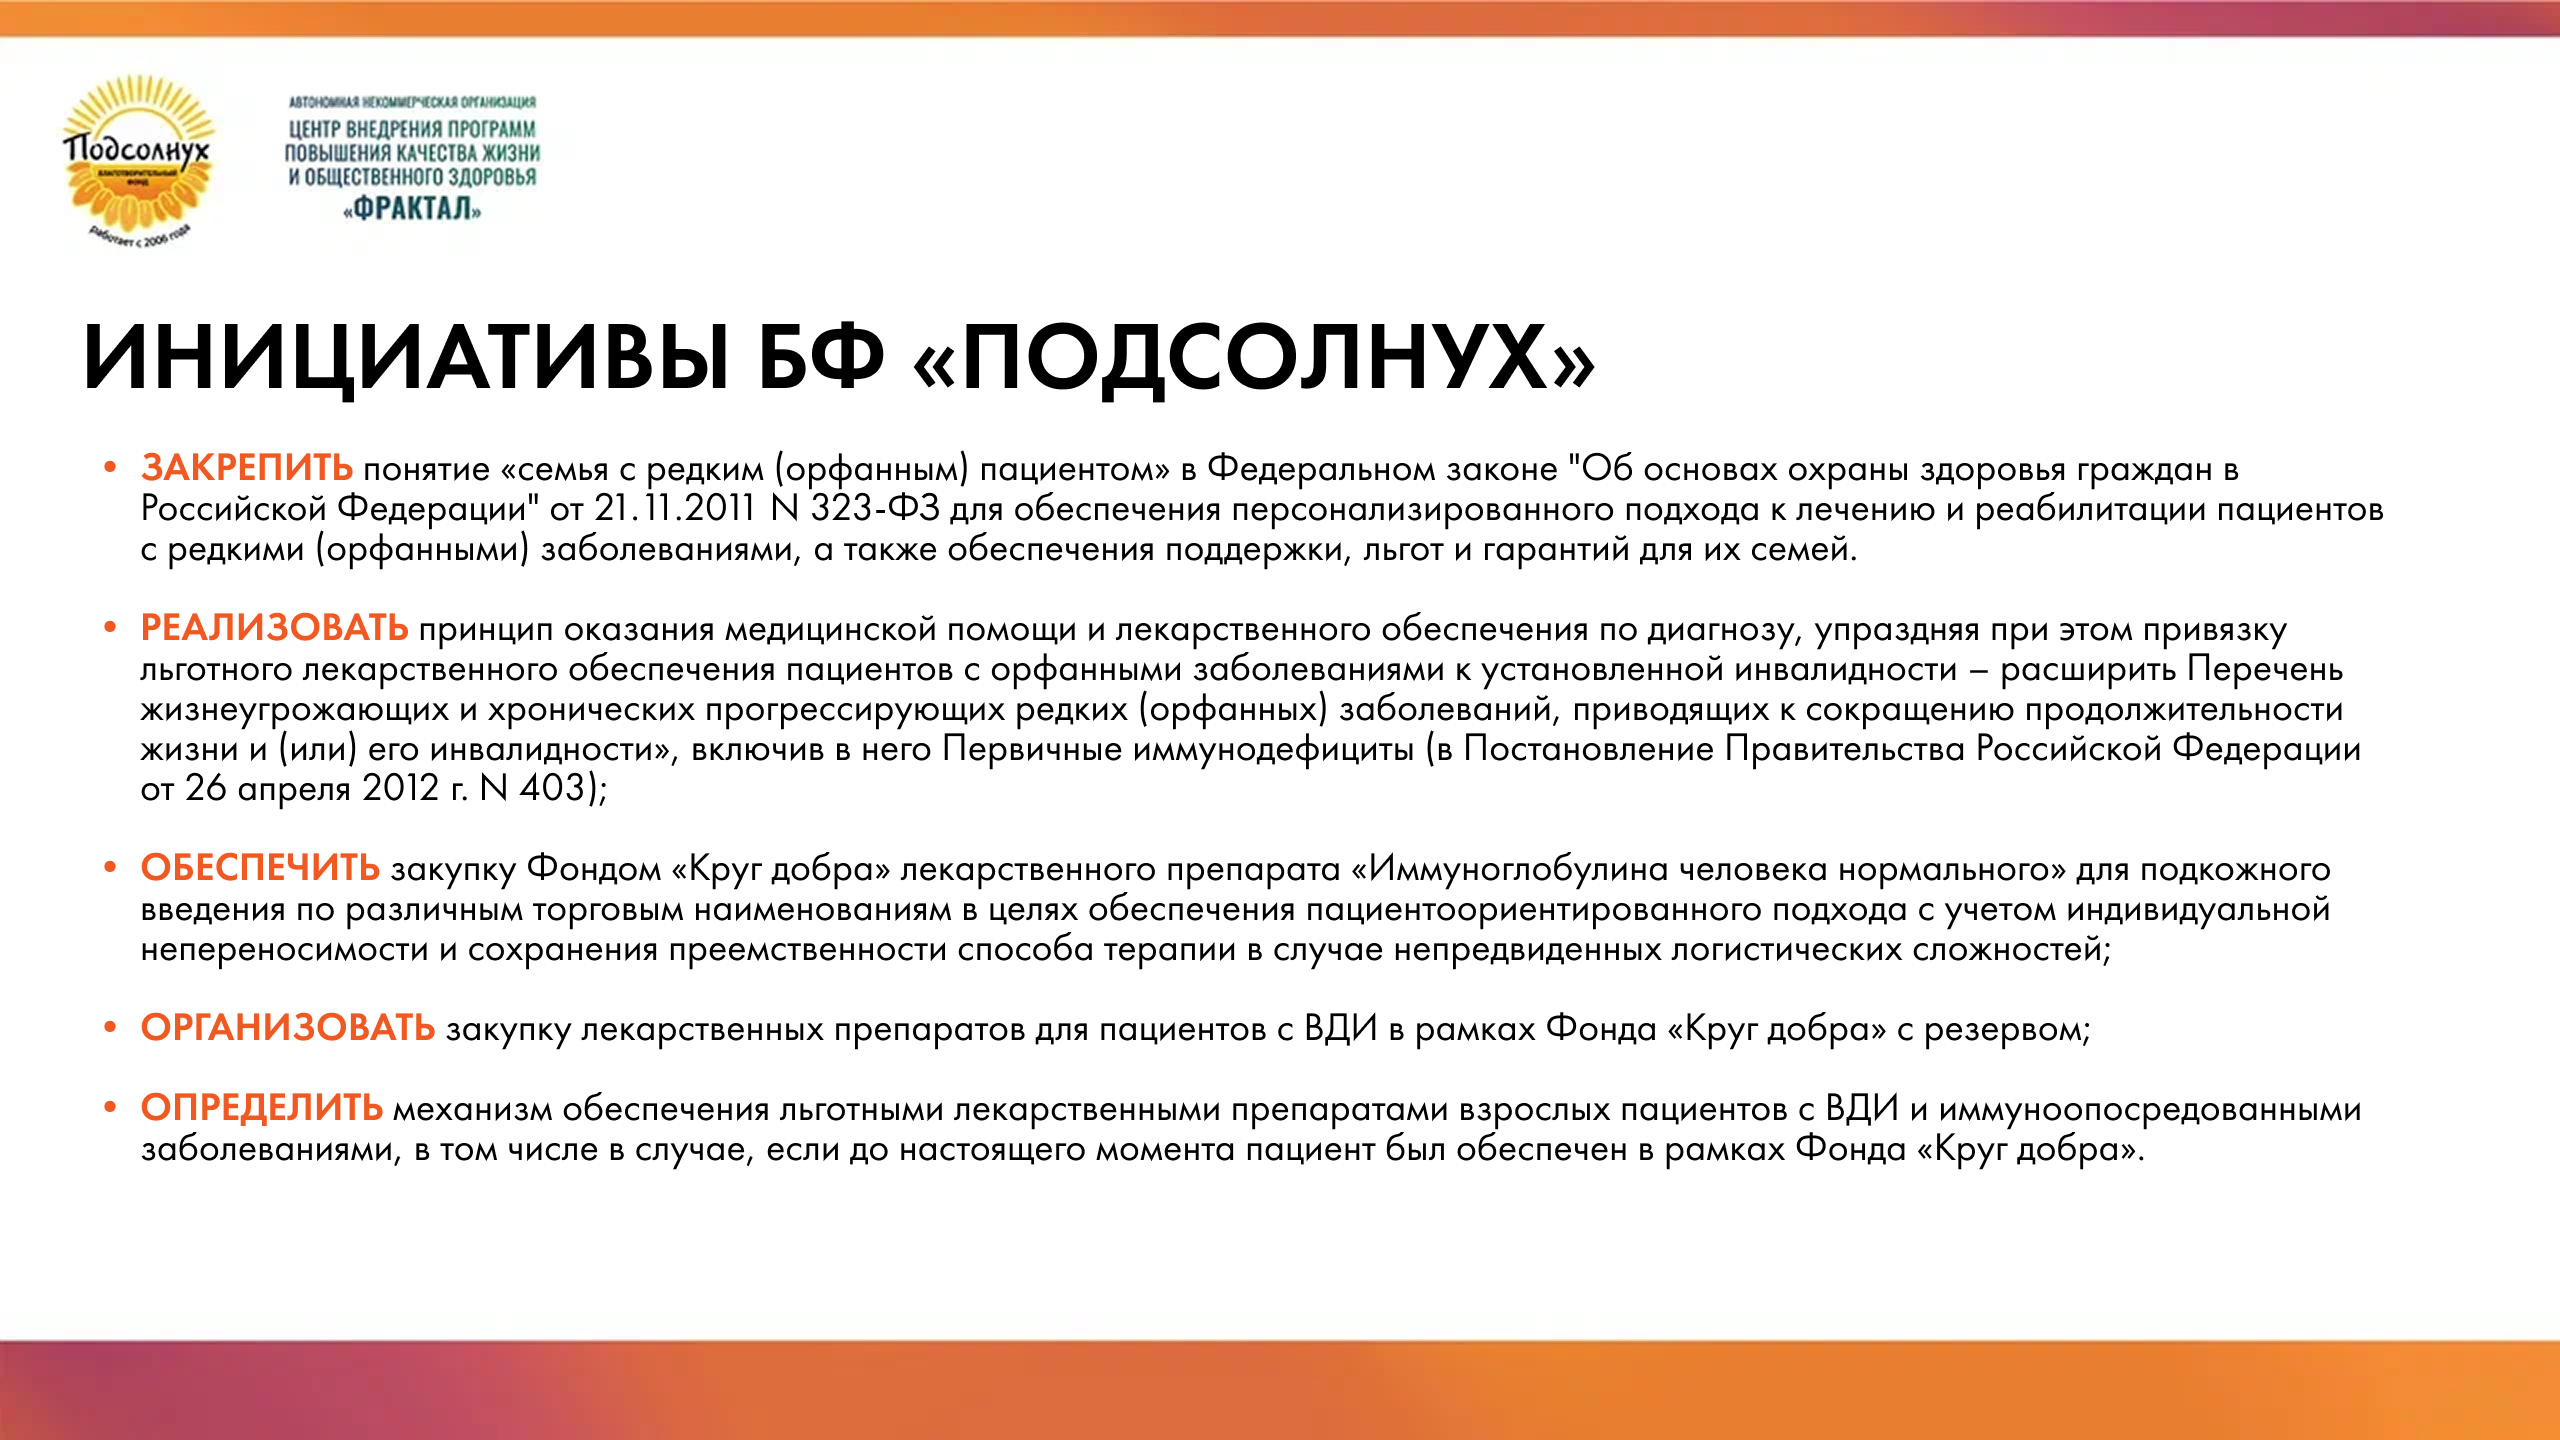 Подсолнух
БЛАГОТВОРИТЕЛЬНЫЙ
ФОНД
работает с 2006 года
АВТОНОМНАЯ НЕКОММЕРЧЕСКАЯ ОРГАНИЗАЦИЯ
ЦЕНТР ВНЕДРЕНИЯ ПРОГРАММ
ПОВЫШЕНИЯ КАЧЕСТВА ЖИЗНИ
И ОБЩЕСТВЕННОГО ЗДОРОВЬЯ
«ФРАКТАЛ»
ИНИЦИАТИВЫ БФ «ПОДСОЛНУХ»
• ЗАКРЕПИТЬ понятие «семья с редким (орфанным) пациентом» в Федеральном законе "Об основах охраны здоровья граждан в
Российской Федерации" от 21.11.2011 N 323-ФЗ для обеспечения персонализированного подхода к лечению и реабилитации пациентов
с редкими (орфанными) заболеваниями, а также обеспечения поддержки, льгот и гарантий для их семей.
• РЕАЛИЗОВАТЬ принцип оказания медицинской помощи и лекарственного обеспечения по диагнозу, упраздняя при этом привязку
льготного лекарственного обеспечения пациентов с орфанными заболеваниями к установленной инвалидности – расширить Перечень
жизнеугрожающих и хронических прогрессирующих редких (орфанных) заболеваний, приводящих к сокращению продолжительности
жизни и (или) его инвалидности», включив в него Первичные иммунодефициты (в Постановление Правительства Российской Федерации
от 26 апреля 2012 г. N 403);
• ОБЕСПЕЧИТЬ закупку Фондом «Круг добра» лекарственного препарата «Иммуноглобулина человека нормального» для подкожного
введения по различным торговым наименованиям в целях обеспечения пациентоориентированного подхода с учетом индивидуальной
непереносимости и сохранения преемственности способа терапии в случае непредвиденных логистических сложностей;
• ОРГАНИЗОВАТЬ закупку лекарственных препаратов для пациентов с ВДИ в рамках Фонда «Круг добра» с резервом;
• ОПРЕДЕЛИТЬ механизм обеспечения льготными лекарственными препаратами взрослых пациентов с ВДИ и иммуноопосредованными
заболеваниями, в том числе в случае, если до настоящего момента пациент был обеспечен в рамках Фонда «Круг добра».